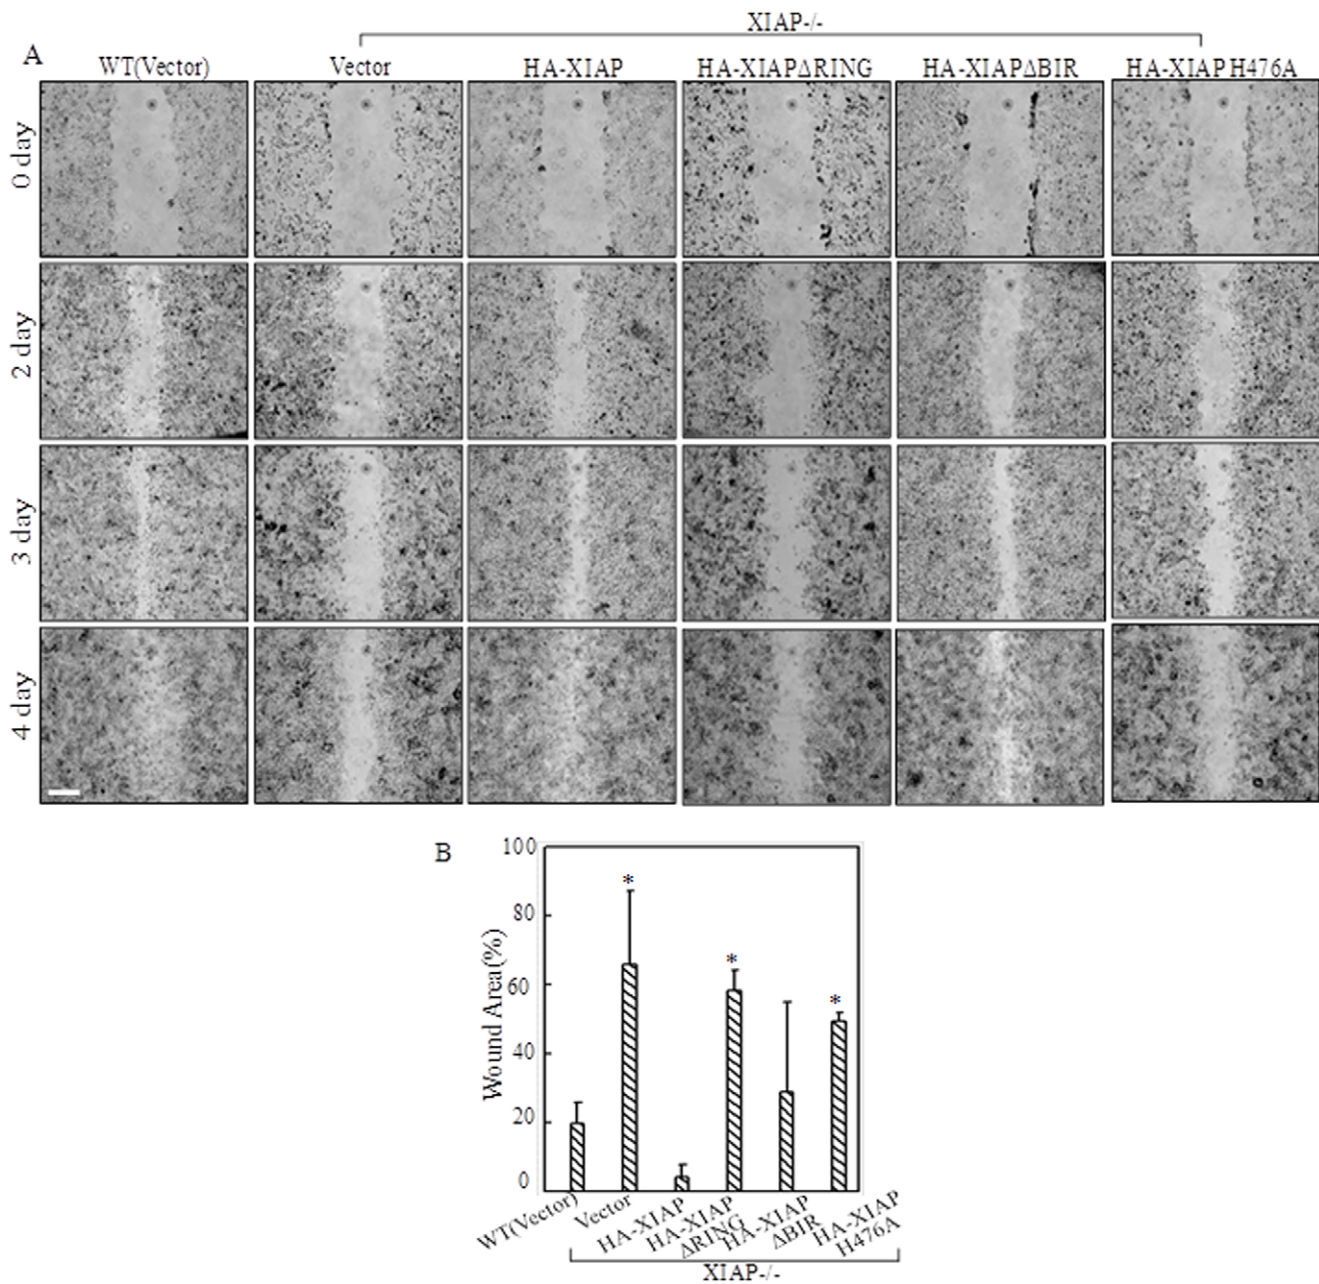 XIAP-/-
A
WT(Vector) Vector HA-XIAP HA-XIAPΔRING HA-XIAPΔBIR HA-XIAP H476A
0 day
2 day
3 day
4 day
B
100
80
60
40
20
0
Wound Area(%)
*
*
*
WT(Vector)
Vector
HA-XIAP
HA-XIAP
ΔRING
HA-XIAP
ΔBIR
HA-XIAP
H476A
XIAP-/-